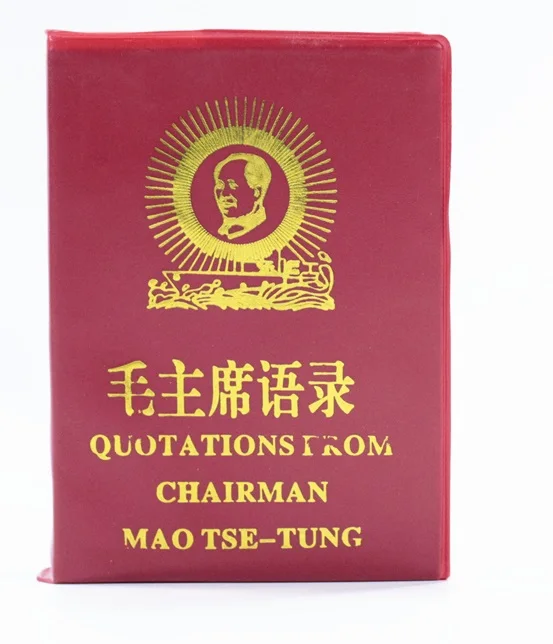 毛主席语录
QUOTATIONS FROM
CHAIRMAN
MAO TSE-TUNG